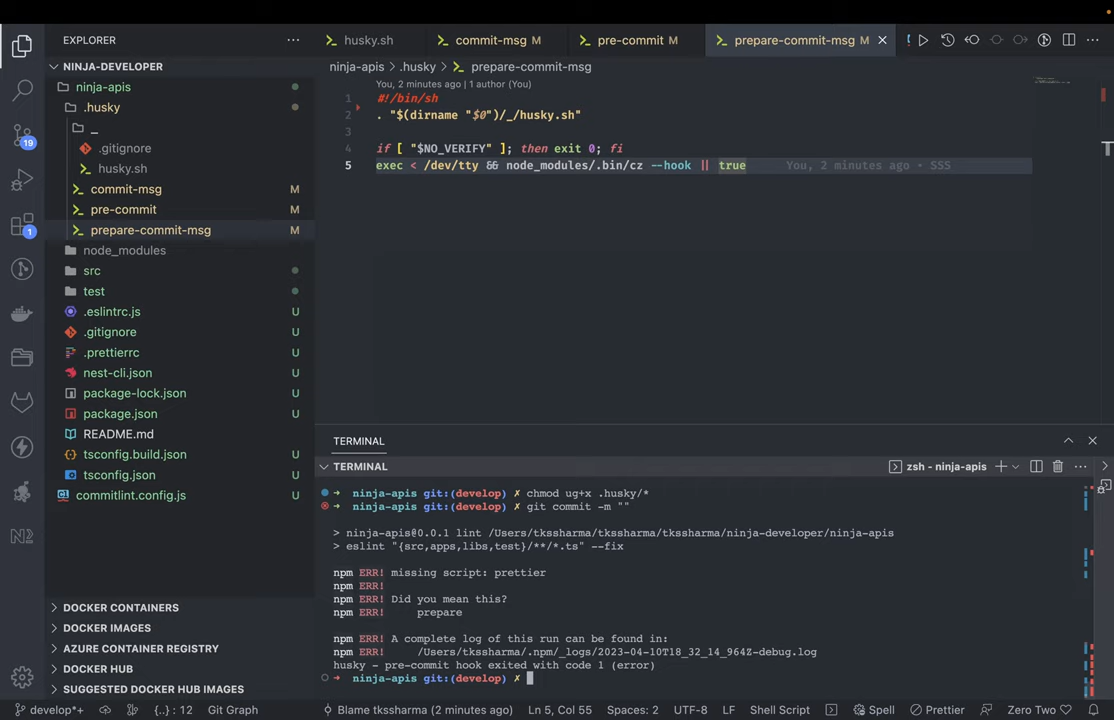 EXPLORER
NINJA-DEVELOPER
ninja-apis
.husky
_
.gitignore
husky.sh
commit-msg M
pre-commit M
prepare-commit-msg M
node_modules
src
test
.eslintrc.js U
.gitignore U
.prettierrc U
nest-cli.json U
package-lock.json U
package.json U
README.md U
tsconfig.build.json U
tsconfig.json U
commitlint.config.js U
DOCKER CONTAINERS
DOCKER IMAGES
AZURE CONTAINER REGISTRY
DOCKER HUB
SUGGESTED DOCKER HUB IMAGES
19
1
husky.sh commit-msg M pre-commit M prepare-commit-msg M
ninja-apis > .husky > prepare-commit-msg
You, 2 minutes ago | 1 author (You)
1 #!/bin/sh
2 . "$(dirname "$0")/_/husky.sh"
3
4 if [ "$NO_VERIFY" ]; then exit 0; fi
5 exec < /dev/tty && node_modules/.bin/cz --hook || true You, 2 minutes ago • SSS
TERMINAL
TERMINAL zsh - ninja-apis
ninja-apis git:(develop) ✗ chmod ug+x .husky/*
ninja-apis git:(develop) ✗ git commit -m ""
> ninja-apis@0.0.1 lint /Users/tkssharma/tkssharma/tkssharma/ninja-developer/ninja-apis
> eslint "{src,apps,libs,test}/**/*.ts" --fix
npm ERR! missing script: prettier
npm ERR!
npm ERR! Did you mean this?
npm ERR! prepare
npm ERR! A complete log of this run can be found in:
npm ERR! /Users/tkssharma/.npm/_logs/2023-04-10T18_32_14_964Z-debug.log
husky - pre-commit hook exited with code 1 (error)
ninja-apis git:(develop) ✗
develop*+ {..} : 12 Git Graph Blame tkssharma (2 minutes ago) Ln 5, Col 55 Spaces: 2 UTF-8 LF Shell Script Spell Prettier Zero Two